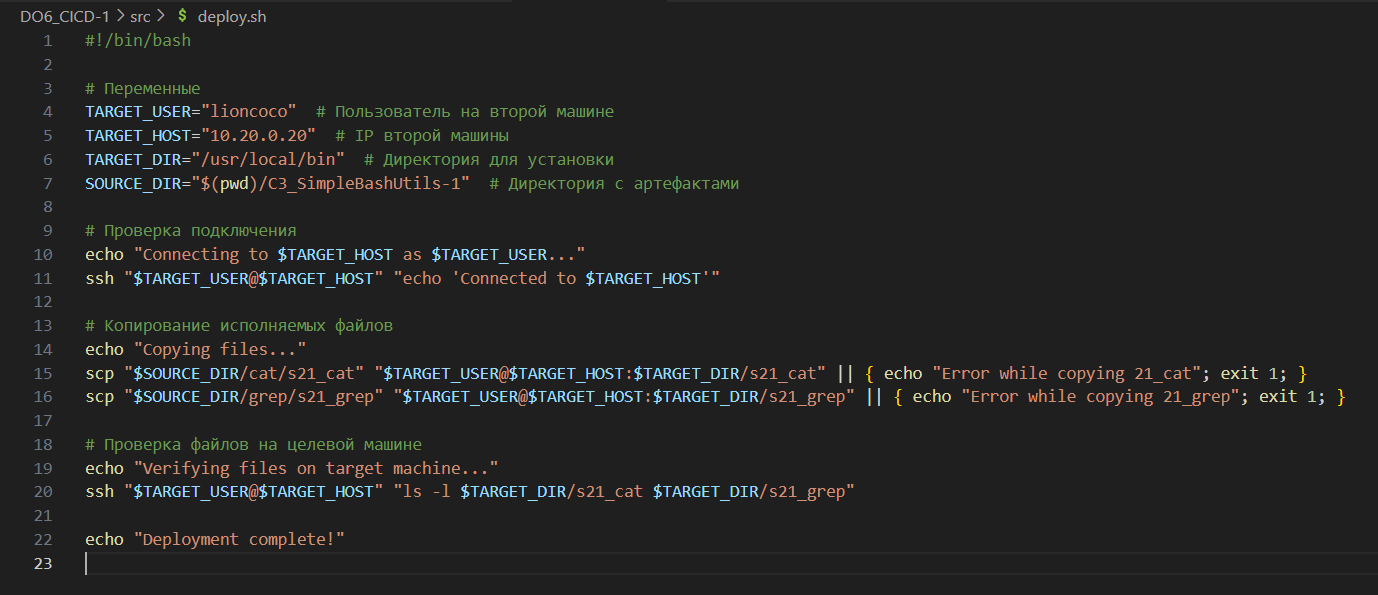 DO6_CICD-1 > src > $ deploy.sh
1 #!/bin/bash
2
3 # Переменные
4 TARGET_USER="lioncoco"  # Пользователь на второй машине
5 TARGET_HOST="10.20.0.20"  # IP второй машины
6 TARGET_DIR="/usr/local/bin"  # Директория для установки
7 SOURCE_DIR="$(pwd)/C3_SimpleBashUtils-1"  # Директория с артефактами
8
9 # Проверка подключения
10 echo "Connecting to $TARGET_HOST as $TARGET_USER..."
11 ssh "$TARGET_USER@$TARGET_HOST" "echo 'Connected to $TARGET_HOST'"
12
13 # Копирование исполняемых файлов
14 echo "Copying files..."
15 scp "$SOURCE_DIR/cat/s21_cat" "$TARGET_USER@$TARGET_HOST:$TARGET_DIR/s21_cat" || { echo "Error while copying 21_cat"; exit 1; }
16 scp "$SOURCE_DIR/grep/s21_grep" "$TARGET_USER@$TARGET_HOST:$TARGET_DIR/s21_grep" || { echo "Error while copying 21_grep"; exit 1; }
17
18 # Проверка файлов на целевой машине
19 echo "Verifying files on target machine..."
20 ssh "$TARGET_USER@$TARGET_HOST" "ls -l $TARGET_DIR/s21_cat $TARGET_DIR/s21_grep"
21
22 echo "Deployment complete!"
23